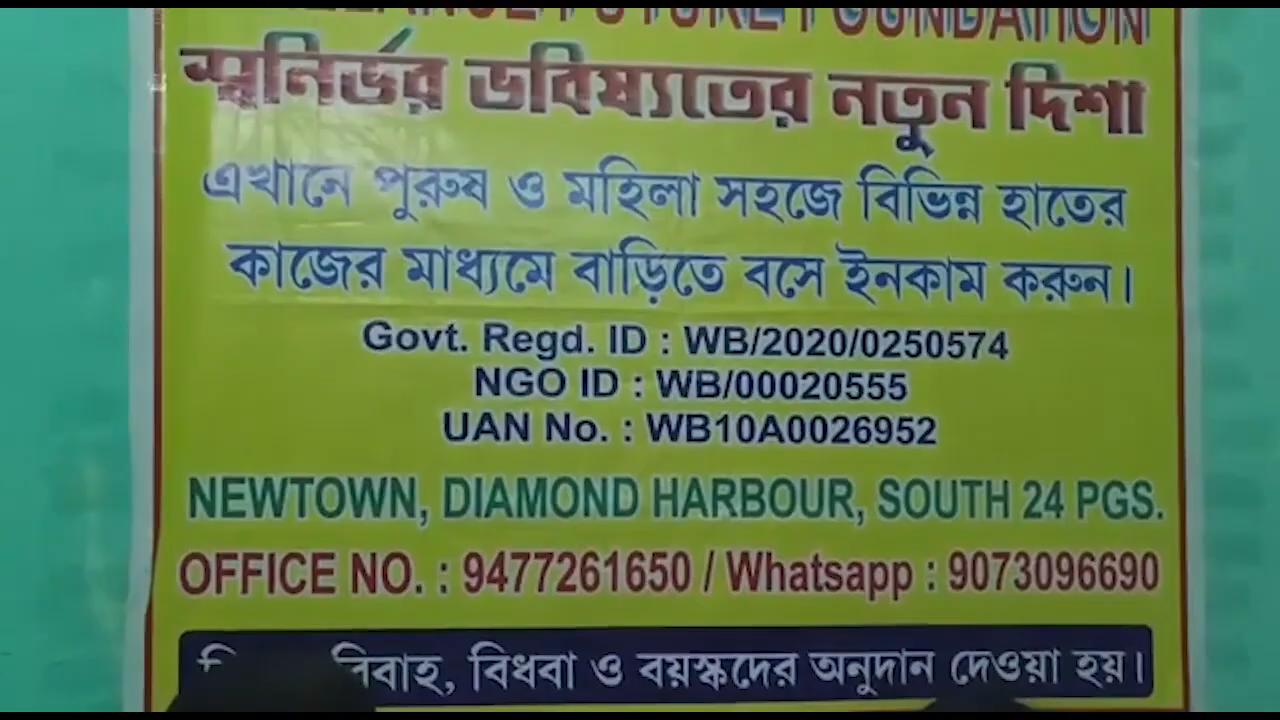 FUTURE FOUNDATION
স্বনির্ভর ভবিষ্যতের নতুন দিশা
এখানে পুরুষ ও মহিলা সহজে বিভিন্ন হাতের
কাজের মাধ্যমে বাড়িতে বসে ইনকাম করুন।
Govt. Regd. ID : WB/2020/0250574
NGO ID : WB/00020555
UAN No. : WB10A0026952
NEWTOWN, DIAMOND HARBOUR, SOUTH 24 PGS.
OFFICE NO. : 9477261650 / Whatsapp : 9073096690
বিবাহ, বিধবা ও বয়স্কদের অনুদান দেওয়া হয়।